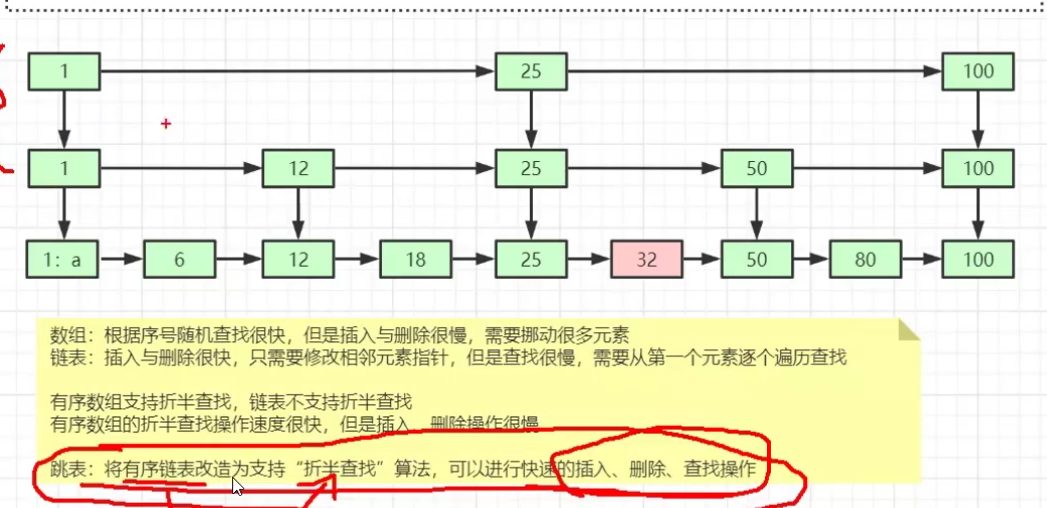 1 25 100
1 12 25 50 100
1: a 6 12 18 25 32 50 80 100
数组：根据序号随机查找很快，但是插入与删除很慢，需要挪动很多元素
链表：插入与删除很快，只需要修改相邻元素指针，但是查找很慢，需要从第一个元素逐个遍历查找
有序数组支持折半查找，链表不支持折半查找
有序数组的折半查找操作速度很快，但是插入、删除操作很慢
跳表：将有序链表改造为支持“折半查找”算法，可以进行快速的插入、删除、查找操作